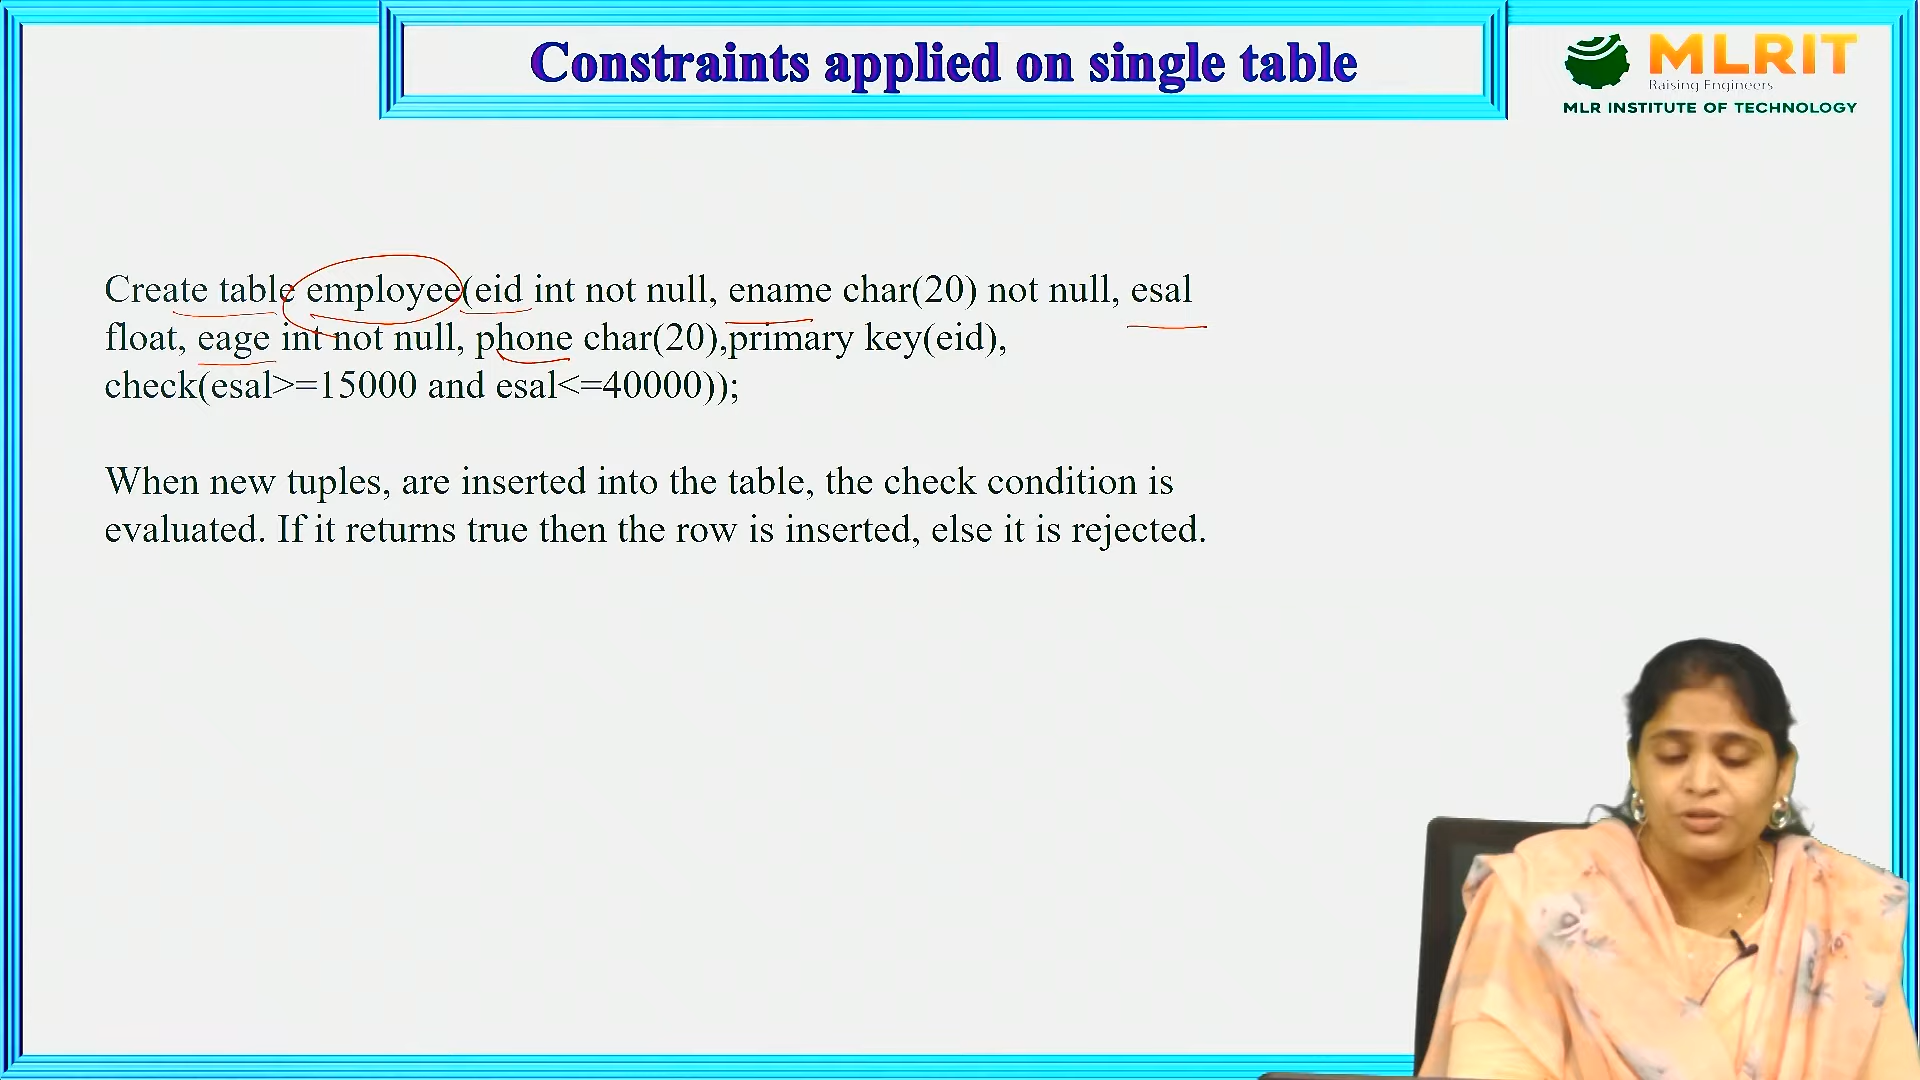 Constraints applied on single table
MLRIT
Raising Engineers
MLR INSTITUTE OF TECHNOLOGY
Create table employee(eid int not null, ename char(20) not null, esal
float, eage int not null, phone char(20),primary key(eid),
check(esal>=15000 and esal<=40000));
When new tuples, are inserted into the table, the check condition is
evaluated. If it returns true then the row is inserted, else it is rejected.